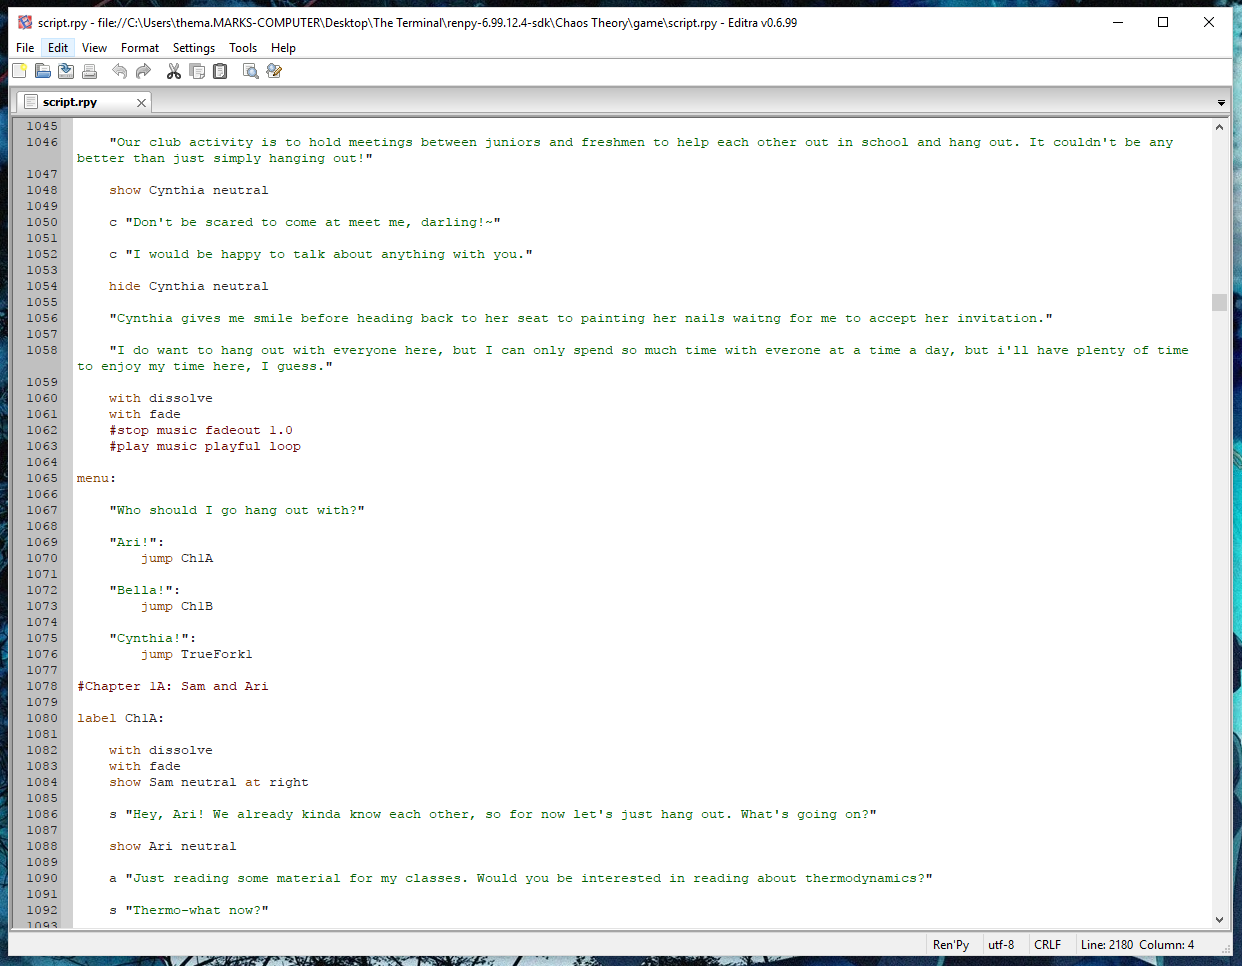 script.rpy - file://C:\Users\thema.MARKS-COMPUTER\Desktop\The Terminal\renpy-6.99.12.4-sdk\Chaos Theory\game\script.rpy - Editra v0.6.99
File Edit View Format Settings Tools Help
script.rpy
1045
1046 "Our club activity is to hold meetings between juniors and freshmen to help each other out in school and hang out. It couldn't be any
better than just simply hanging out!"
1047
1048 show Cynthia neutral
1049
1050 c "Don't be scared to come at meet me, darling!~"
1051
1052 c "I would be happy to talk about anything with you."
1053
1054 hide Cynthia neutral
1055
1056 "Cynthia gives me smile before heading back to her seat to painting her nails waitng for me to accept her invitation."
1057
1058 "I do want to hang out with everyone here, but I can only spend so much time with everone at a time a day, but i'll have plenty of time
to enjoy my time here, I guess."
1059
1060 with dissolve
1061 with fade
1062 #stop music fadeout 1.0
1063 #play music playful loop
1064
1065 menu:
1066
1067 "Who should I go hang out with?"
1068
1069 "Ari!":
1070 jump Ch1A
1071
1072 "Bella!":
1073 jump Ch1B
1074
1075 "Cynthia!":
1076 jump TrueFork1
1077
1078 #Chapter 1A: Sam and Ari
1079
1080 label Ch1A:
1081
1082 with dissolve
1083 with fade
1084 show Sam neutral at right
1085
1086 s "Hey, Ari! We already kinda know each other, so for now let's just hang out. What's going on?"
1087
1088 show Ari neutral
1089
1090 a "Just reading some material for my classes. Would you be interested in reading about thermodynamics?"
1091
1092 s "Thermo-what now?"
1093
Ren'Py utf-8 CRLF Line: 2180 Column: 4